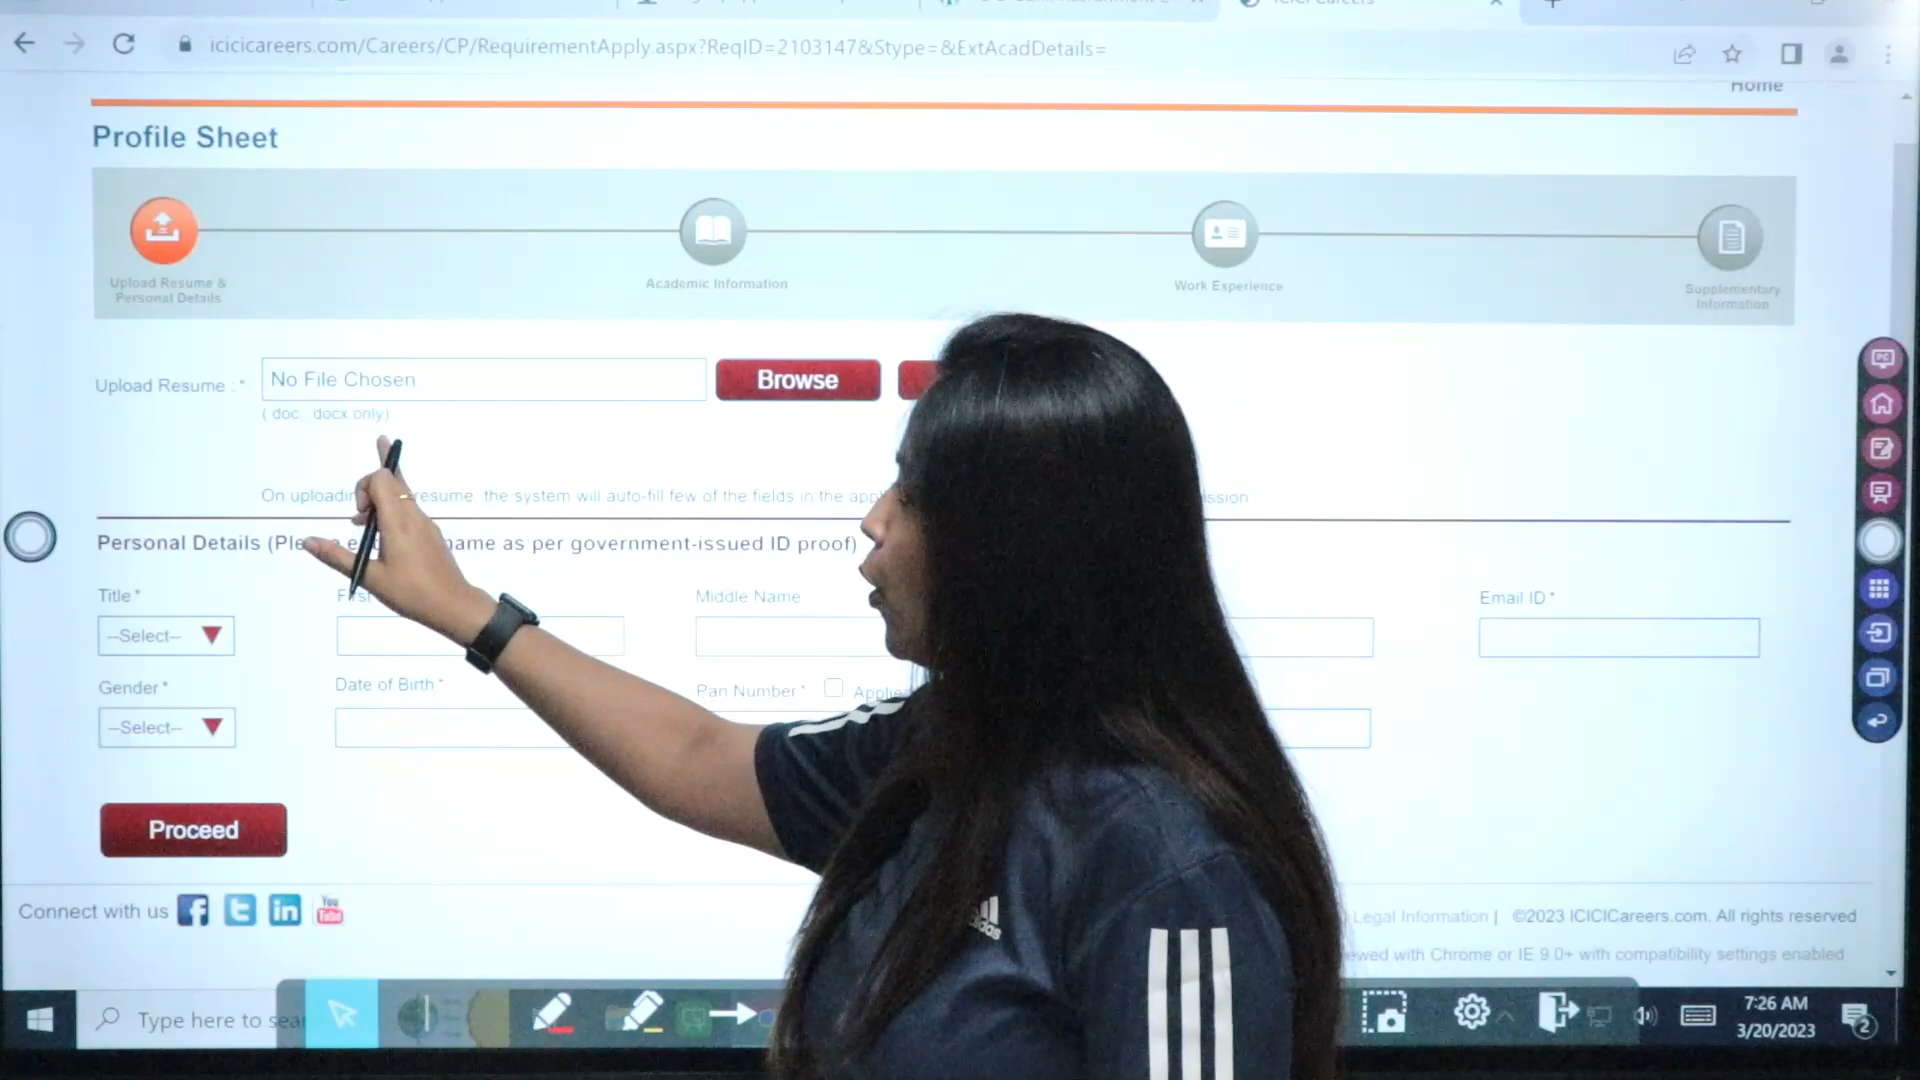 icicicareers.com/Careers/CP/RequirementApply.aspx?ReqID=2103147&Stype=&ExtAcadDetails=
Home
Profile Sheet
Upload Resume & Personal Details
Academic Information
Work Experience
Supplementary Information
Upload Resume : *
No File Chosen
Browse
( doc, docx only)
On resume, the system will auto-fill few of the fields in the
Personal Details ( name as per government-issued ID proof)
Title *
Middle Name
Email ID *
--Select--
Gender *
Date of Birth *
Pan Number *
--Select--
Proceed
Connect with us
You Tube
Legal Information | ©2023 ICICICareers.com. All rights reserved
with Chrome or IE 9.0+ with compatibility settings enabled
Type here to
7:26 AM
3/20/2023
2
PC
adidas